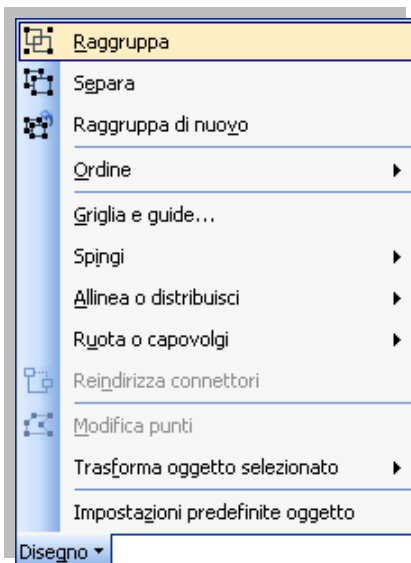 Raggruppa
Separa
Raggruppa di nuovo
Ordine
Griglia e guide...
Spingi
Allinea o distribuisci
Ruota o capovolgi
Reindirizza connettori
Modifica punti
Trasforma oggetto selezionato
Impostazioni predefinite oggetto
Disegno